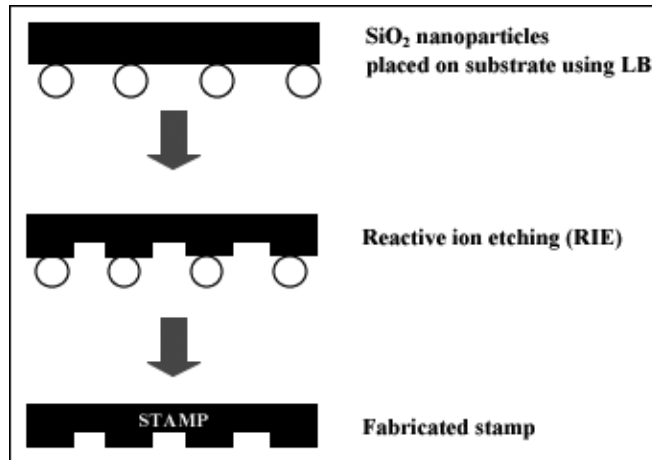 SiO₂ nanoparticles
placed on substrate using LB
Reactive ion etching (RIE)
STAMP
Fabricated stamp